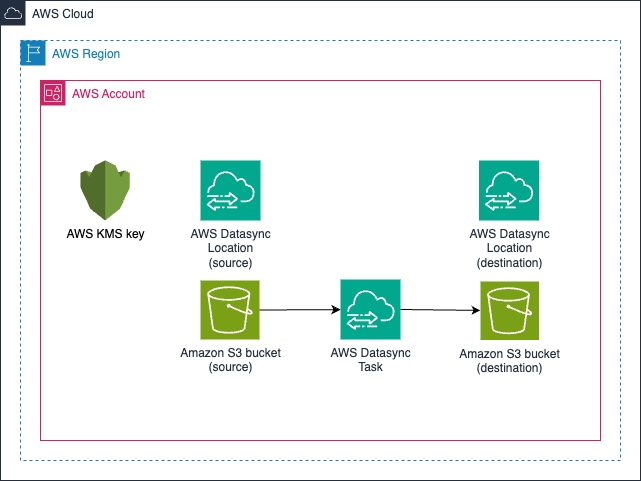 AWS Cloud
AWS Region
AWS Account
AWS KMS key
AWS Datasync
Location
(source)
AWS Datasync
Location
(destination)
Amazon S3 bucket
(source)
AWS Datasync
Task
Amazon S3 bucket
(destination)